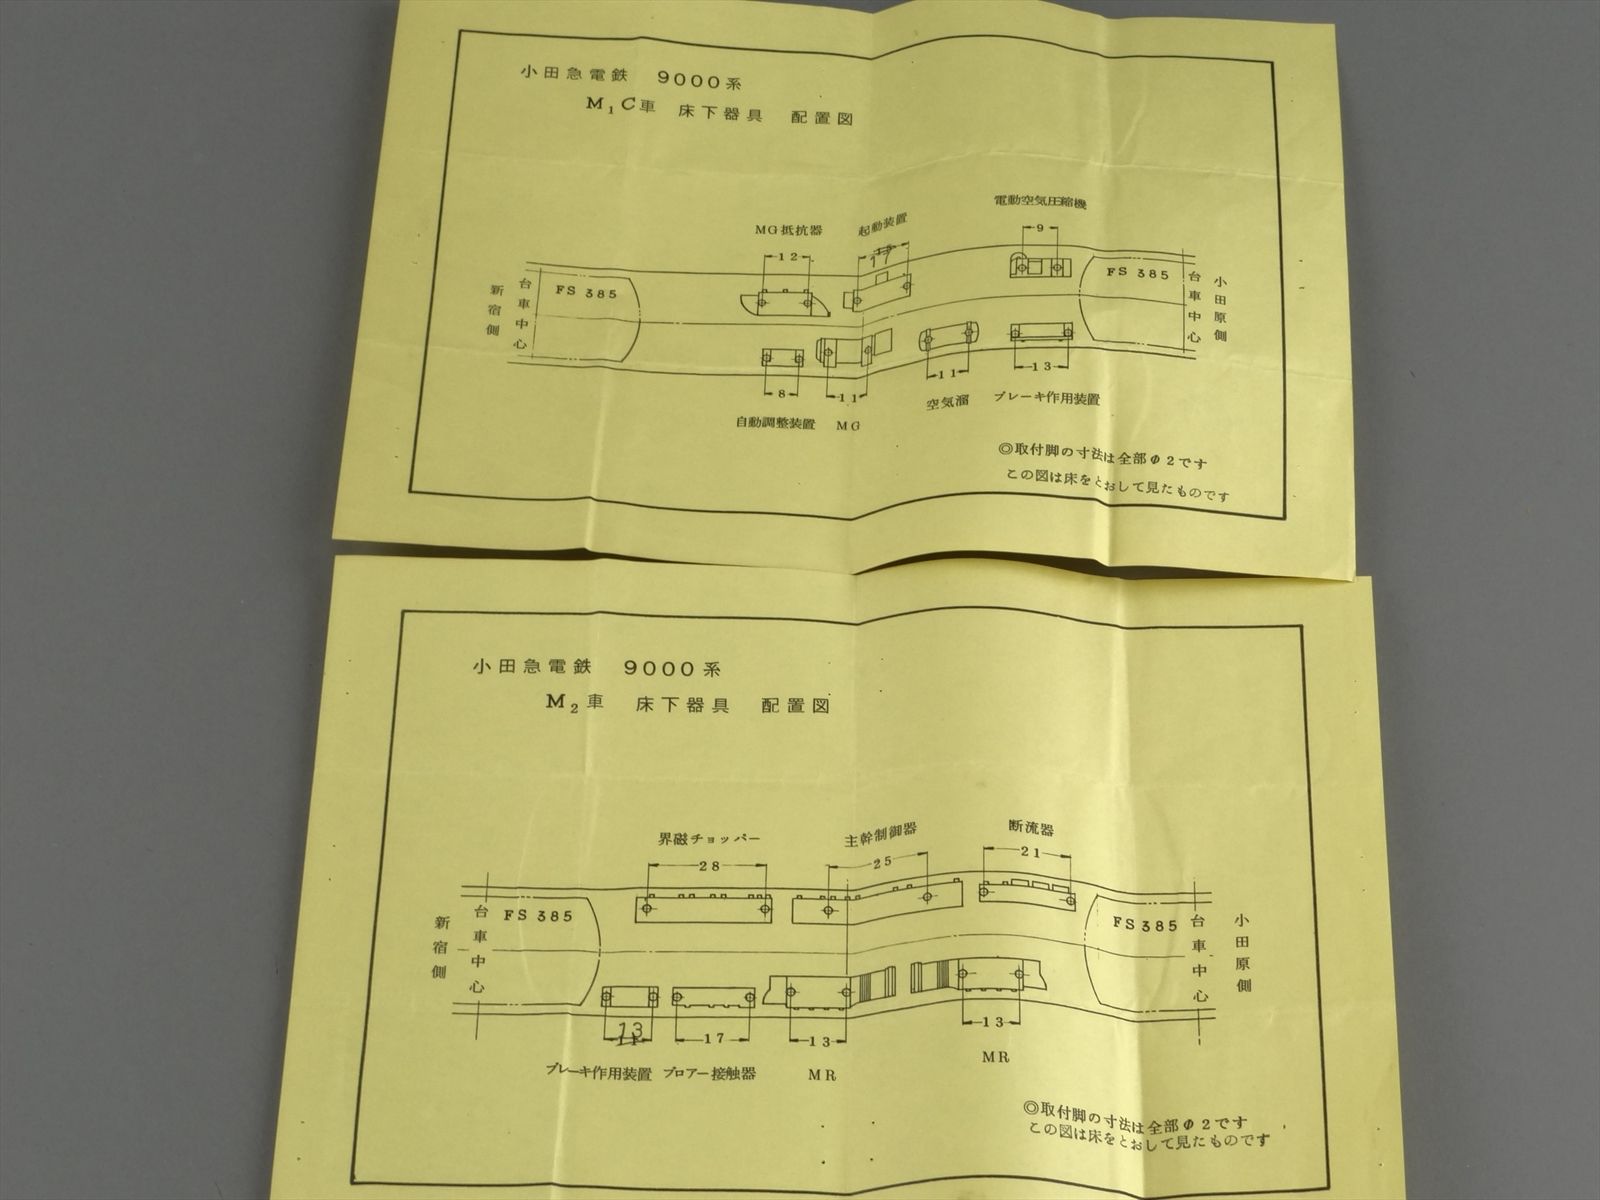 小田急電鉄 9000系
M₁C車 床下器具 配置図
電動空気圧縮機
MG抵抗器 起動装置
9
12 17
FS 385 FS 385
新宿側 台車中心 台車中心 小田原側
8 11 11 13
自動調整装置 MG 空気溜 ブレーキ作用装置
◎取付脚の寸法は全部φ2です
この図は床をとおして見たものです
小田急電鉄 9000系
M₂車 床下器具 配置図
界磁チョッパー 主幹制御器 断流器
28 25 21
FS 385 FS 385
新宿側 台車中心 台車中心 小田原側
13 17 13 13
ブレーキ作用装置 ブロアー接触器 MR MR
◎取付脚の寸法は全部φ2です
この図は床をとおして見たものです